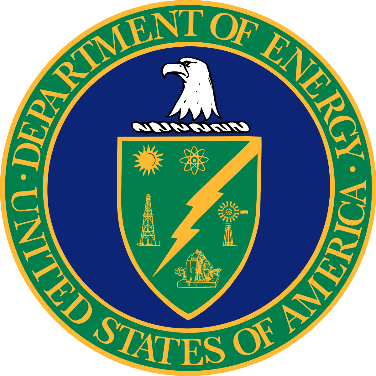 ·DEPARTMENT OF ENERGY·
UNITED STATES OF AMERICA